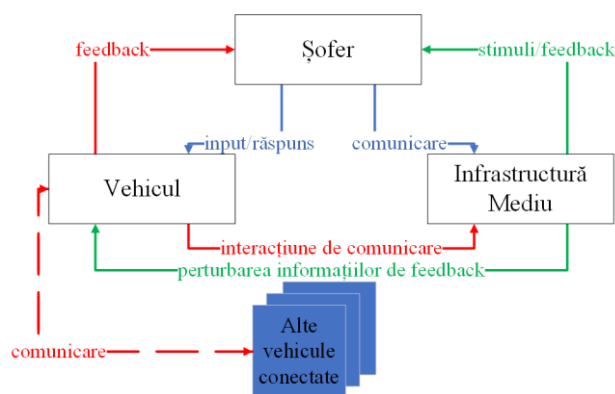 feedback
Șofer
stimuli/feedback
input/răspuns
comunicare
Vehicul
Infrastructură
Mediu
interacțiune de comunicare
perturbarea informațiilor de feedback
Alte
vehicule
conectate
comunicare